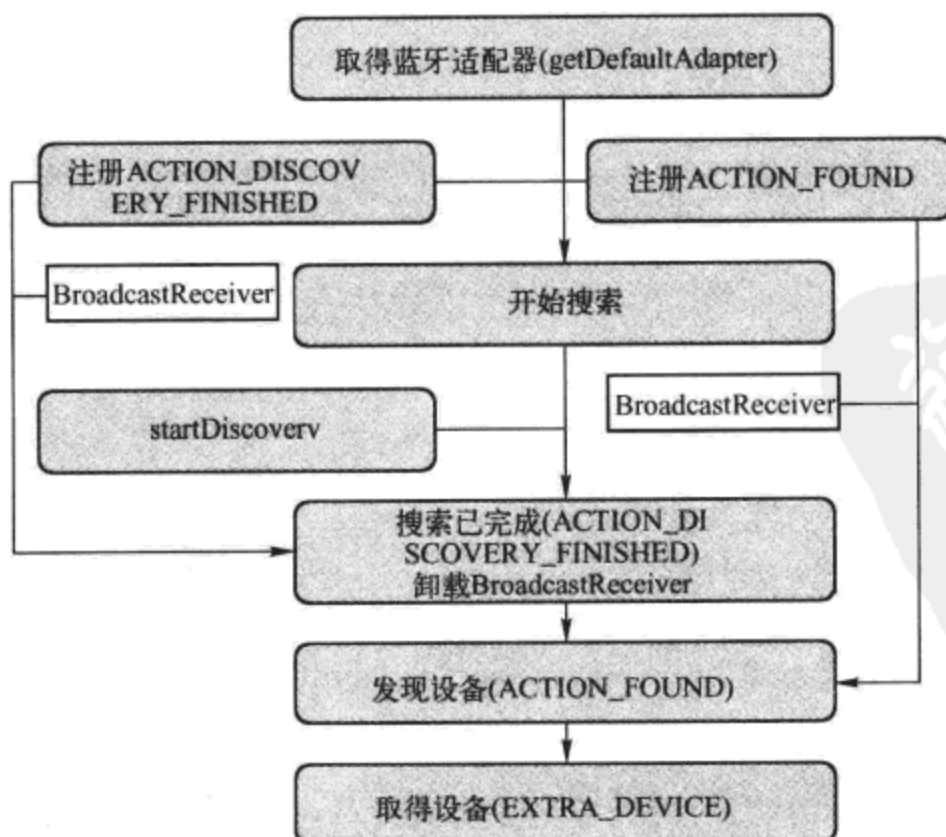 取得蓝牙适配器(getDefaultAdapter)
注册ACTION_DISCOV
ERY_FINISHED
注册ACTION_FOUND
BroadcastReceiver
开始搜索
BroadcastReceiver
startDiscoverv
搜索已完成(ACTION_DI
SCOVERY_FINISHED)
卸载BroadcastReceiver
发现设备(ACTION_FOUND)
取得设备(EXTRA_DEVICE)